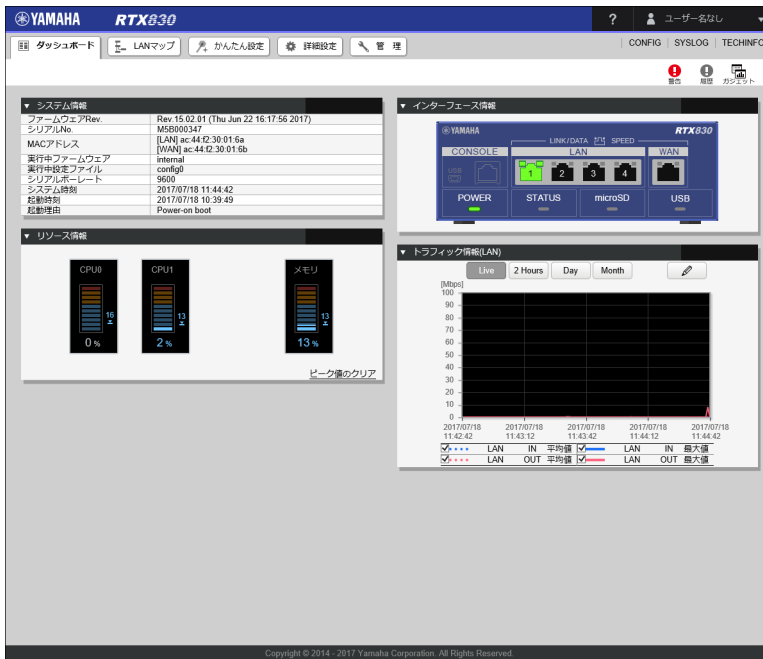 YAMAHA RTX830 ? ユーザー名なし
ダッシュボード LANマップ かんたん設定 詳細設定 管 理 CONFIG SYSLOG TECHINFO
警告 履歴 ガジェット
▼ システム情報
ファームウェアRev. Rev.15.02.01 (Thu Jun 22 16:17:56 2017)
シリアルNo. M5B000347
MACアドレス [LAN] ac:44:f2:30:01:6a
[WAN] ac:44:f2:30:01:6b
実行中ファームウェア internal
実行中設定ファイル config0
シリアルボーレート 9600
システム時刻 2017/07/18 11:44:42
起動時刻 2017/07/18 10:39:49
起動理由 Power-on boot
▼ リソース情報
CPU0 CPU1 メモリ
16 13 13
0 % 2 % 13 %
ピーク値のクリア
▼ インターフェース情報
YAMAHA RTX830
LINK/DATA SPEED
CONSOLE LAN WAN
USB 1 2 3 4
POWER STATUS microSD USB
▼ トラフィック情報(LAN)
Live 2 Hours Day Month
[Mbps]
100
90
80
70
60
50
40
30
20
10
0
2017/07/18 2017/07/18 2017/07/18 2017/07/18 2017/07/18
11:42:42 11:43:12 11:43:42 11:44:12 11:44:42
LAN IN 平均値 LAN IN 最大値
LAN OUT 平均値 LAN OUT 最大値
Copyright © 2014 - 2017 Yamaha Corporation. All Rights Reserved.